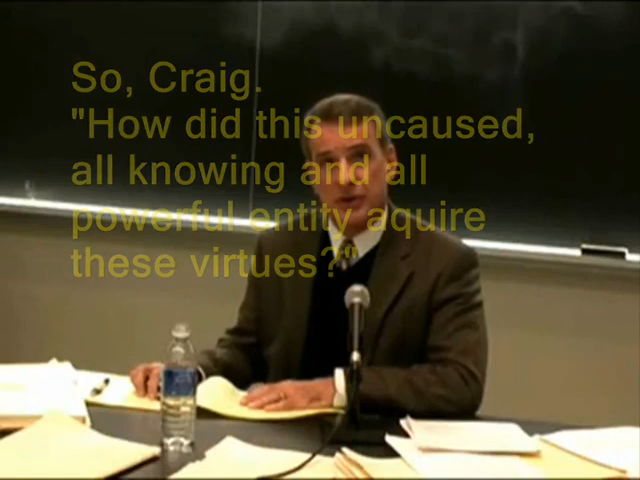 So, Craig.
"How did this uncaused,
all knowing and all
powerful entity aquire
these virtues?"